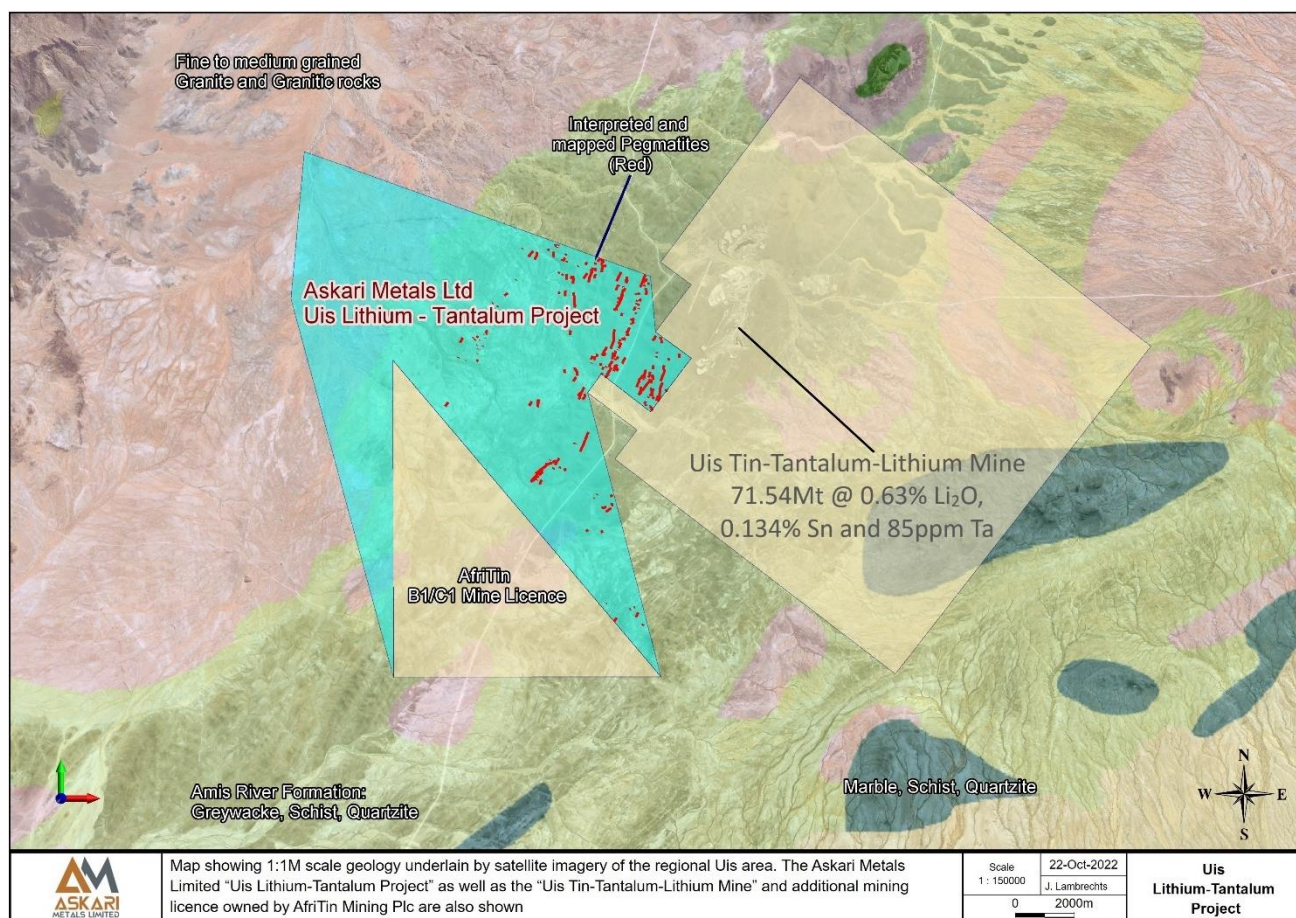 Fine to medium grained
Granite and Granitic rocks
Interpreted and
mapped Pegmatites
(Red)
Askari Metals Ltd
Uis Lithium - Tantalum Project
Uis Tin-Tantalum-Lithium Mine
71.54Mt @ 0.63% Li₂O,
0.134% Sn and 85ppm Ta
AfriTin
B1/C1 Mine Licence
Amis River Formation:
Greywacke, Schist, Quartzite
Marble, Schist, Quartzite
N
W E
S
AM
ASKARI
METALS LIMITED
Map showing 1:1M scale geology underlain by satellite imagery of the regional Uis area. The Askari Metals
Limited “Uis Lithium-Tantalum Project” as well as the “Uis Tin-Tantalum-Lithium Mine” and additional mining
licence owned by AfriTin Mining Plc are also shown
Scale
1 : 150000
22-Oct-2022
J. Lambrechts
0 2000m
Uis
Lithium-Tantalum
Project